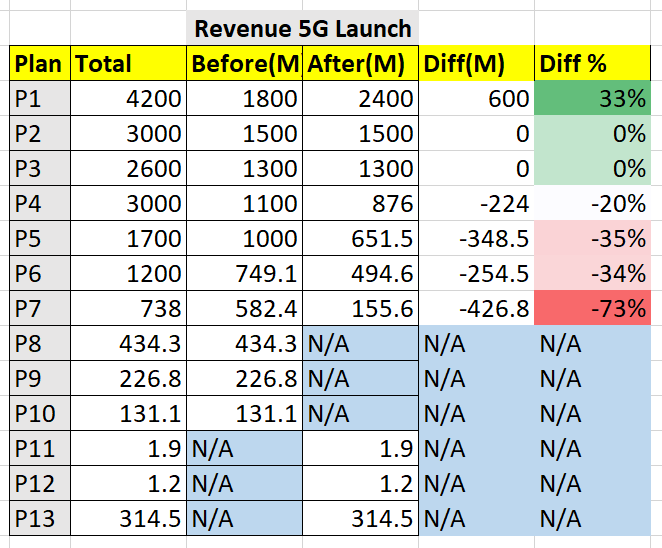 Revenue 5G Launch
Plan Total Before(M After(M) Diff(M) Diff %
P1 4200 1800 2400 600 33%
P2 3000 1500 1500 0 0%
P3 2600 1300 1300 0 0%
P4 3000 1100 876 -224 -20%
P5 1700 1000 651.5 -348.5 -35%
P6 1200 749.1 494.6 -254.5 -34%
P7 738 582.4 155.6 -426.8 -73%
P8 434.3 434.3 N/A N/A N/A
P9 226.8 226.8 N/A N/A N/A
P10 131.1 131.1 N/A N/A N/A
P11 1.9 N/A 1.9 N/A N/A
P12 1.2 N/A 1.2 N/A N/A
P13 314.5 N/A 314.5 N/A N/A